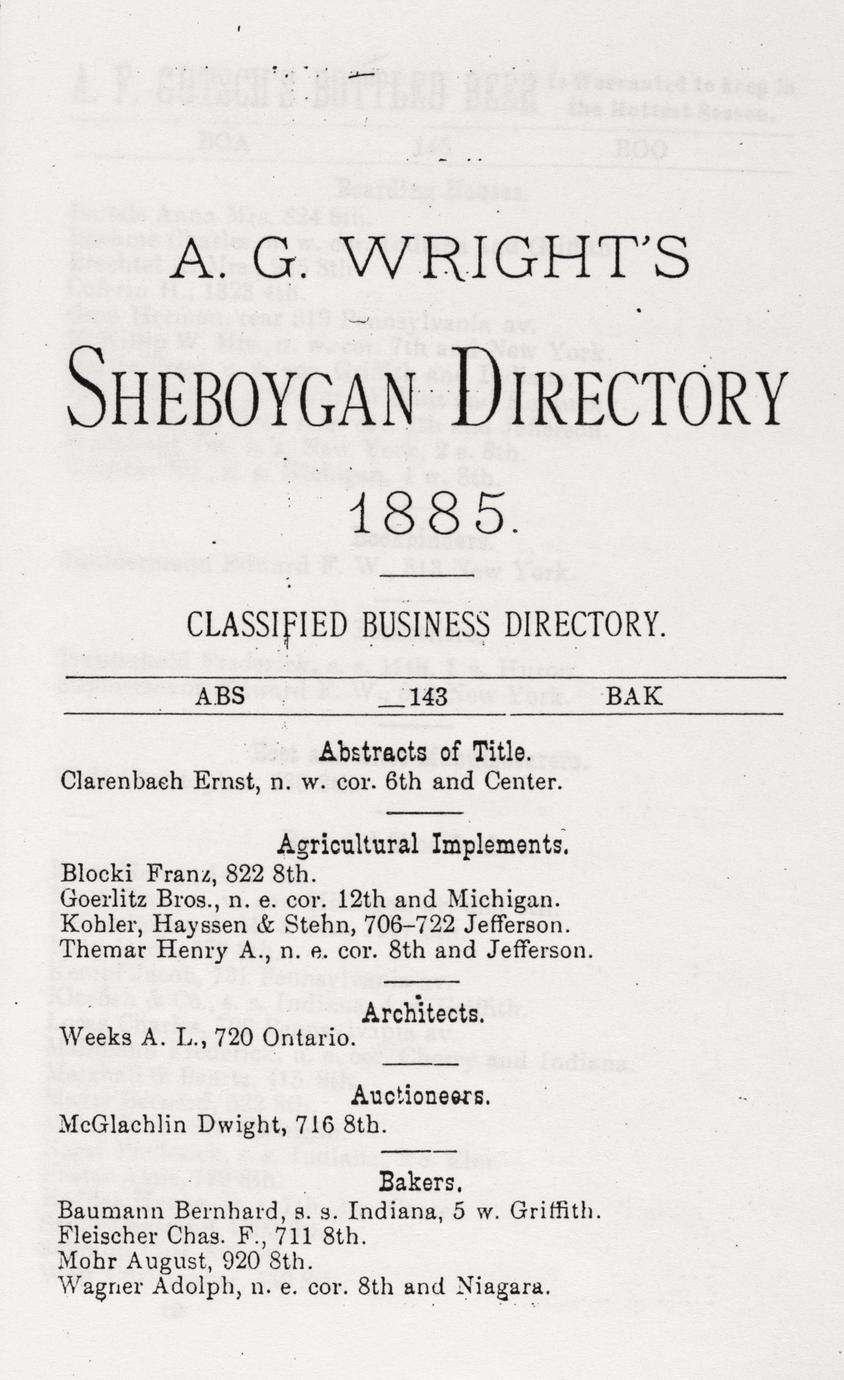 A. G. WRIGHT'S
SHEBOYGAN DIRECTORY
1885.
CLASSIFIED BUSINESS DIRECTORY.
ABS 143 BAK
Abstracts of Title.
Clarenbach Ernst, n. w. cor. 6th and Center.
Agricultural Implements.
Blocki Franz, 822 8th.
Goerlitz Bros., n. e. cor. 12th and Michigan.
Kohler, Hayssen & Stehn, 706–722 Jefferson.
Themar Henry A., n. e. cor. 8th and Jefferson.
Architects.
Weeks A. L., 720 Ontario.
Auctioneers.
McGlachlin Dwight, 716 8th.
Bakers.
Baumann Bernhard, s. s. Indiana, 5 w. Griffith.
Fleischer Chas. F., 711 8th.
Mohr August, 920 8th.
Wagner Adolph, n. e. cor. 8th and Niagara.